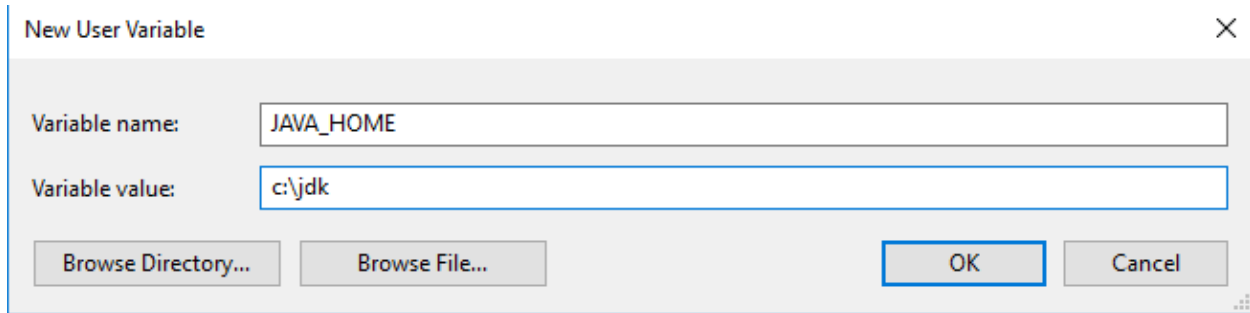 New User Variable
Variable name:
JAVA_HOME
Variable value:
c:\jdk
Browse Directory...
Browse File...
OK
Cancel